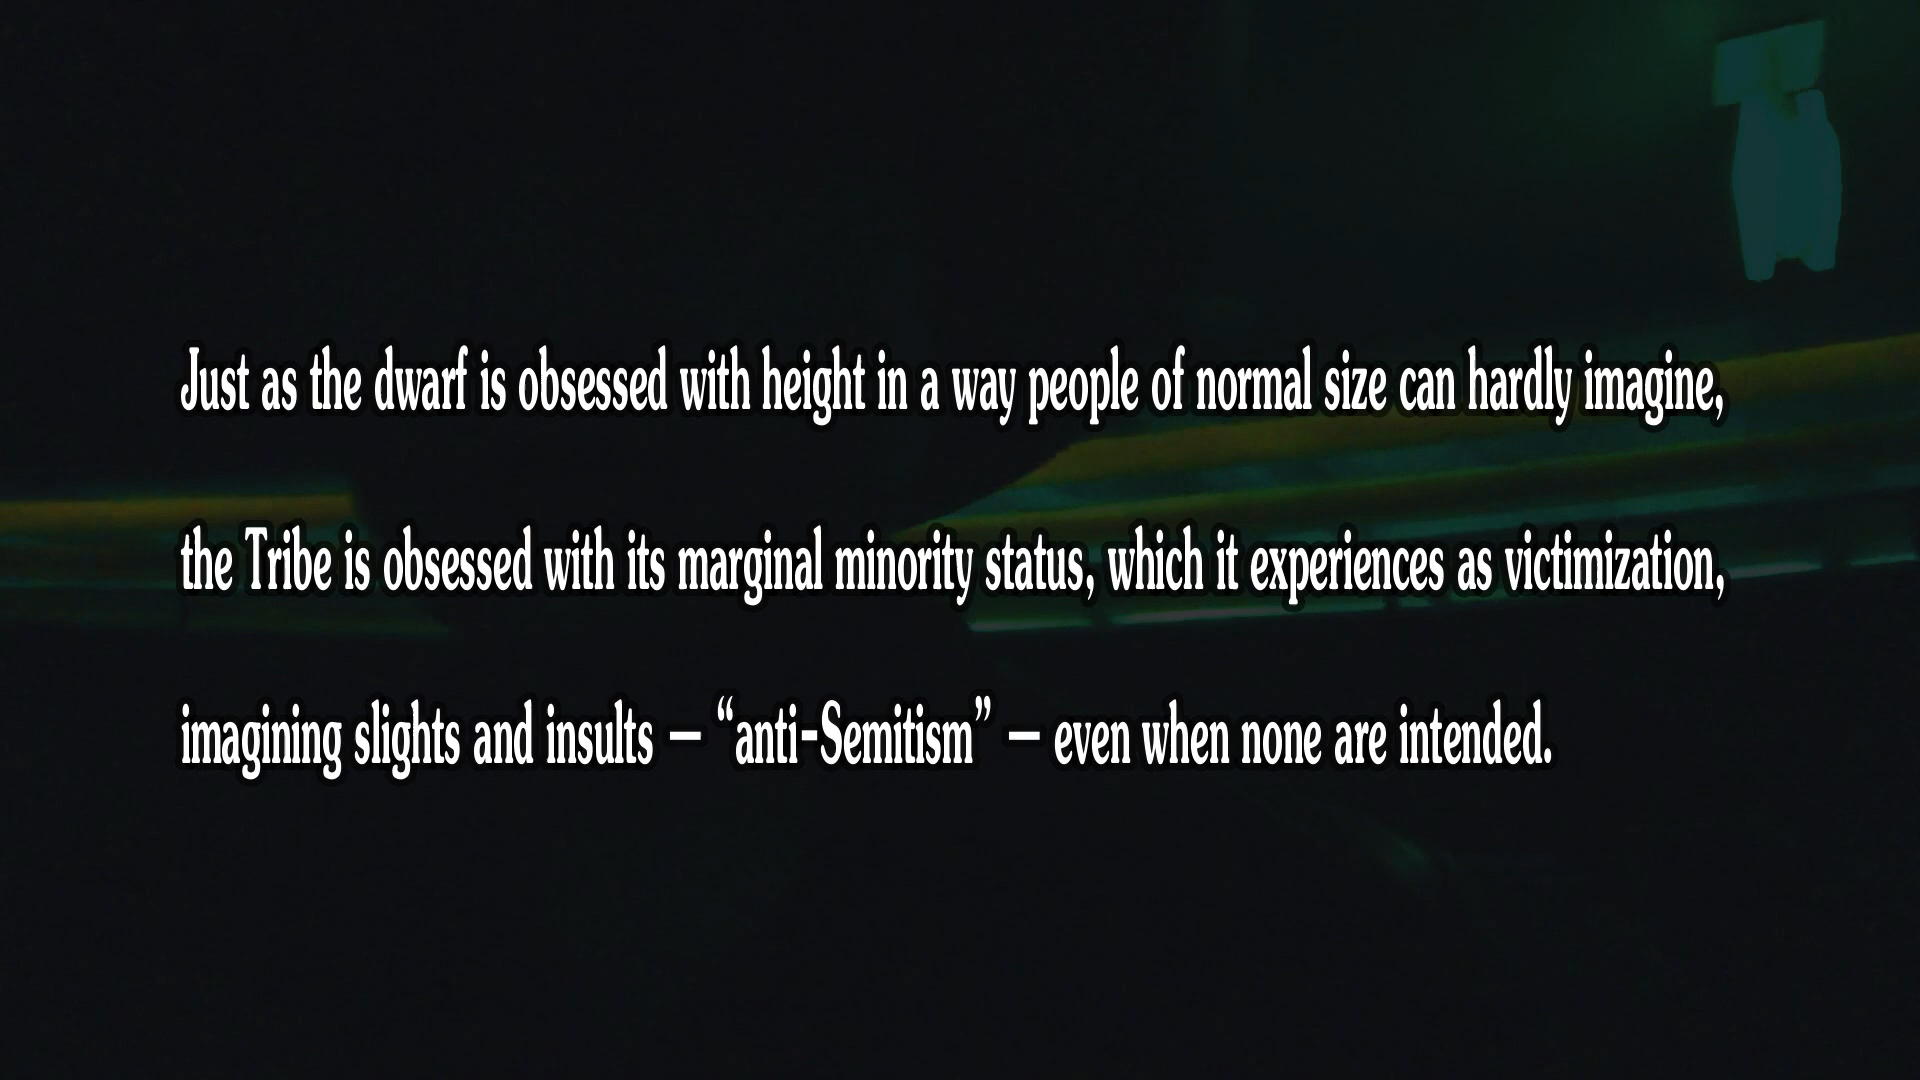 Just as the dwarf is obsessed with height in a way people of normal size can hardly imagine,
the Tribe is obsessed with its marginal minority status, which it experiences as victimization,
imagining slights and insults – “anti-Semitism” – even when none are intended.